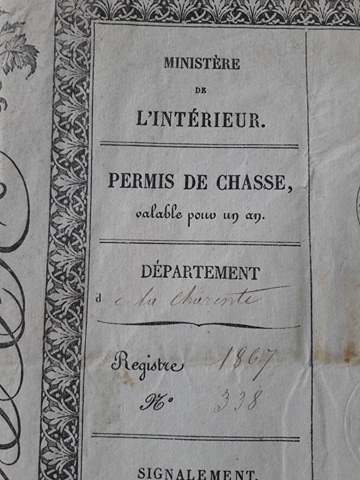 MINISTÈRE
DE
L'INTÉRIEUR.
PERMIS DE CHASSE,
valable pour un an.
DÉPARTEMENT
de la Charente
Registre 1867
N° 338
SIGNALEMENT.